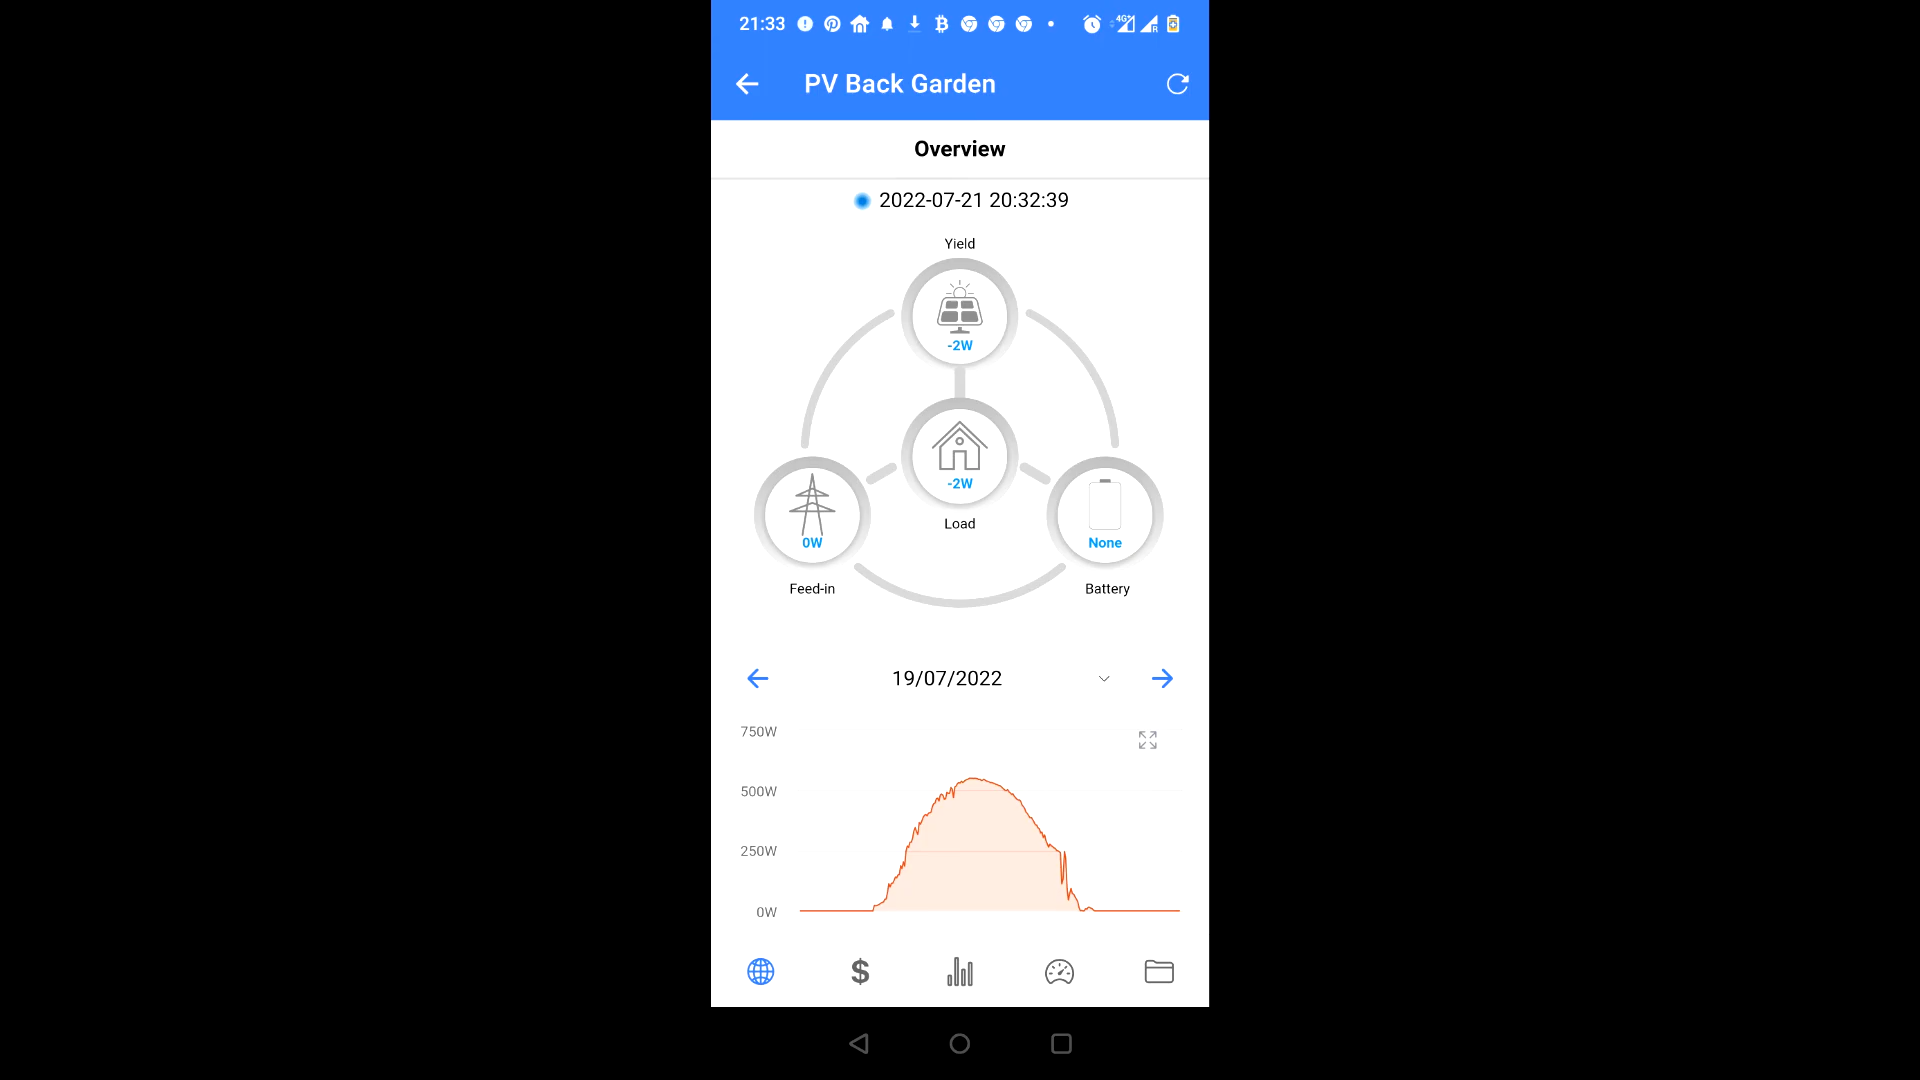 21:33
4G+
R
PV Back Garden
Overview
2022-07-21 20:32:39
Yield
-2W
-2W
Load
0W
Feed-in
None
Battery
19/07/2022
750W
500W
250W
0W
$